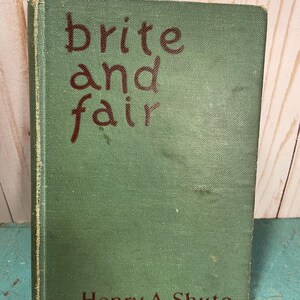 brite
and
fair
Henry A. Shute